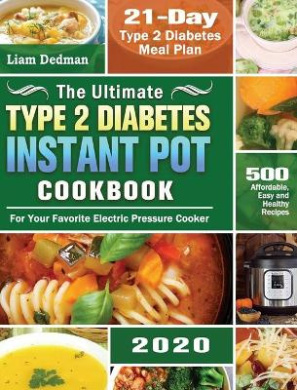 21-Day
Type 2 Diabetes
Meal Plan
Liam Dedman
The Ultimate
TYPE 2 DIABETES
INSTANT POT
COOKBOOK
For Your Favorite Electric Pressure Cooker
500
Affordable,
Easy and
Healthy
Recipes
2020